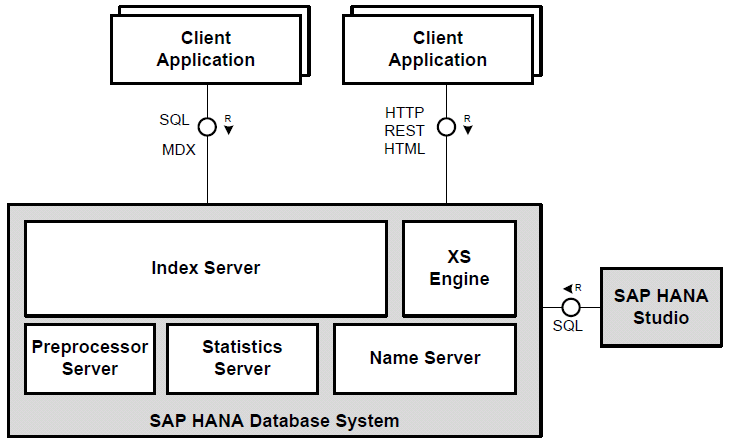 Client
Application
Client
Application
SQL
R
MDX
HTTP
REST
HTML
R
Index Server
XS
Engine
Preprocessor
Server
Statistics
Server
Name Server
SAP HANA Database System
R
SQL
SAP HANA
Studio